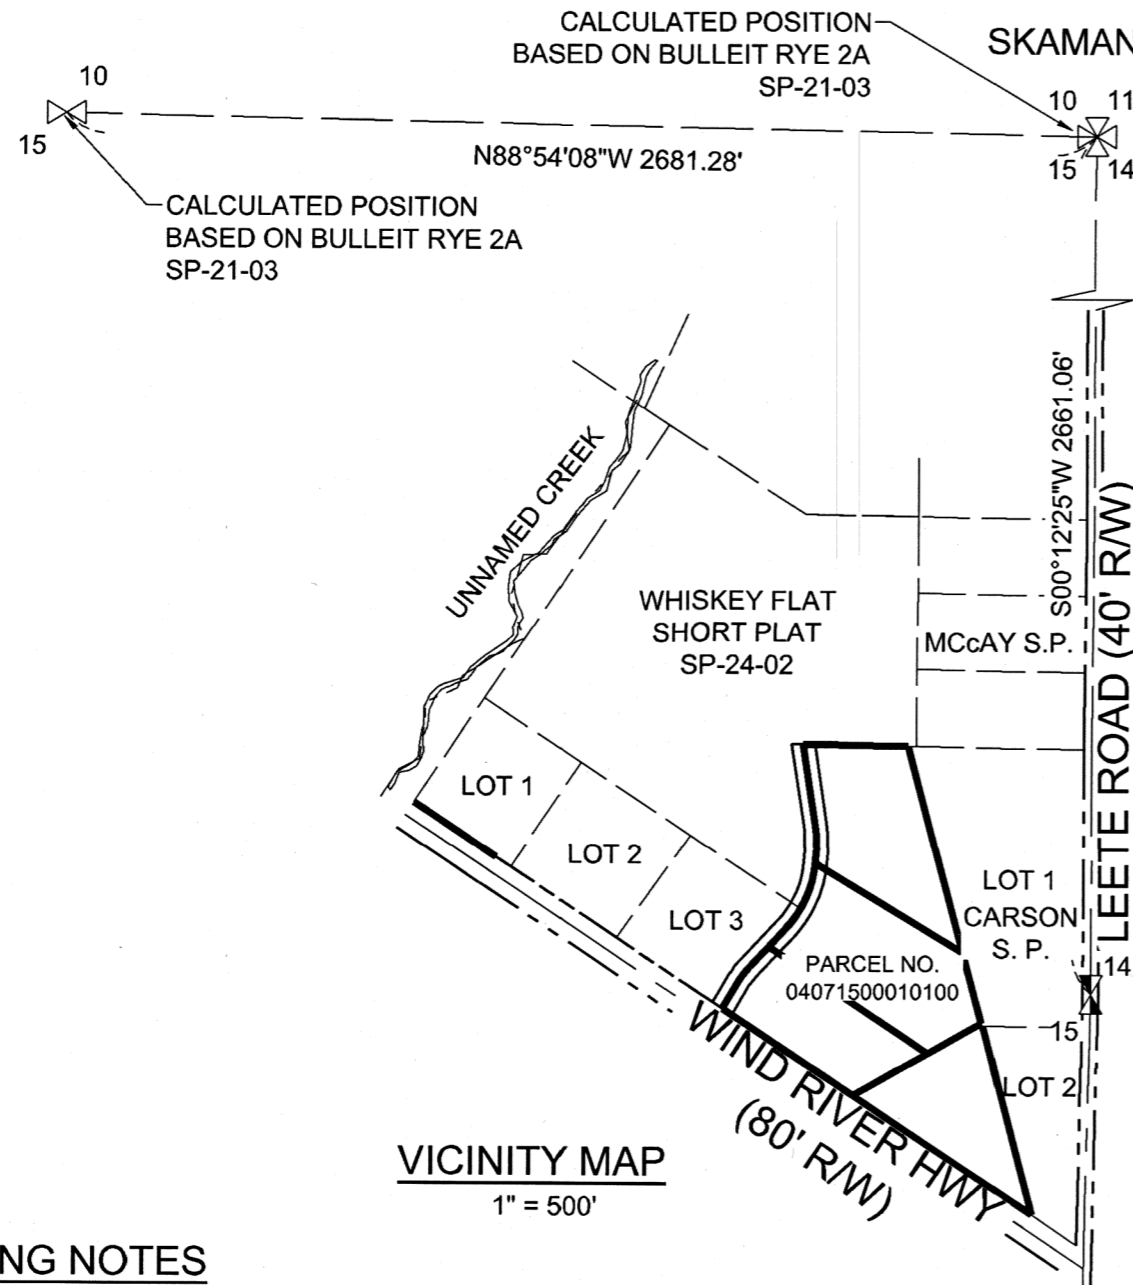 CALCULATED POSITION
BASED ON BULLEIT RYE 2A
SP-21-03
SKAMAN
10
15
10
11
15
14
N88°54'08"W 2681.28'
CALCULATED POSITION
BASED ON BULLEIT RYE 2A
SP-21-03
S00°12'25"W 2661.06'
LEETE ROAD (40' R/W)
UNNAMED CREEK
WHISKEY FLAT
SHORT PLAT
SP-24-02
MCcAY S.P.
LOT 1
LOT 2
LOT 3
LOT 1
CARSON
S. P.
PARCEL NO.
04071500010100
14
15
LOT 2
WIND RIVER HWY
(80' R/W)
VICINITY MAP
1" = 500'
NG NOTES